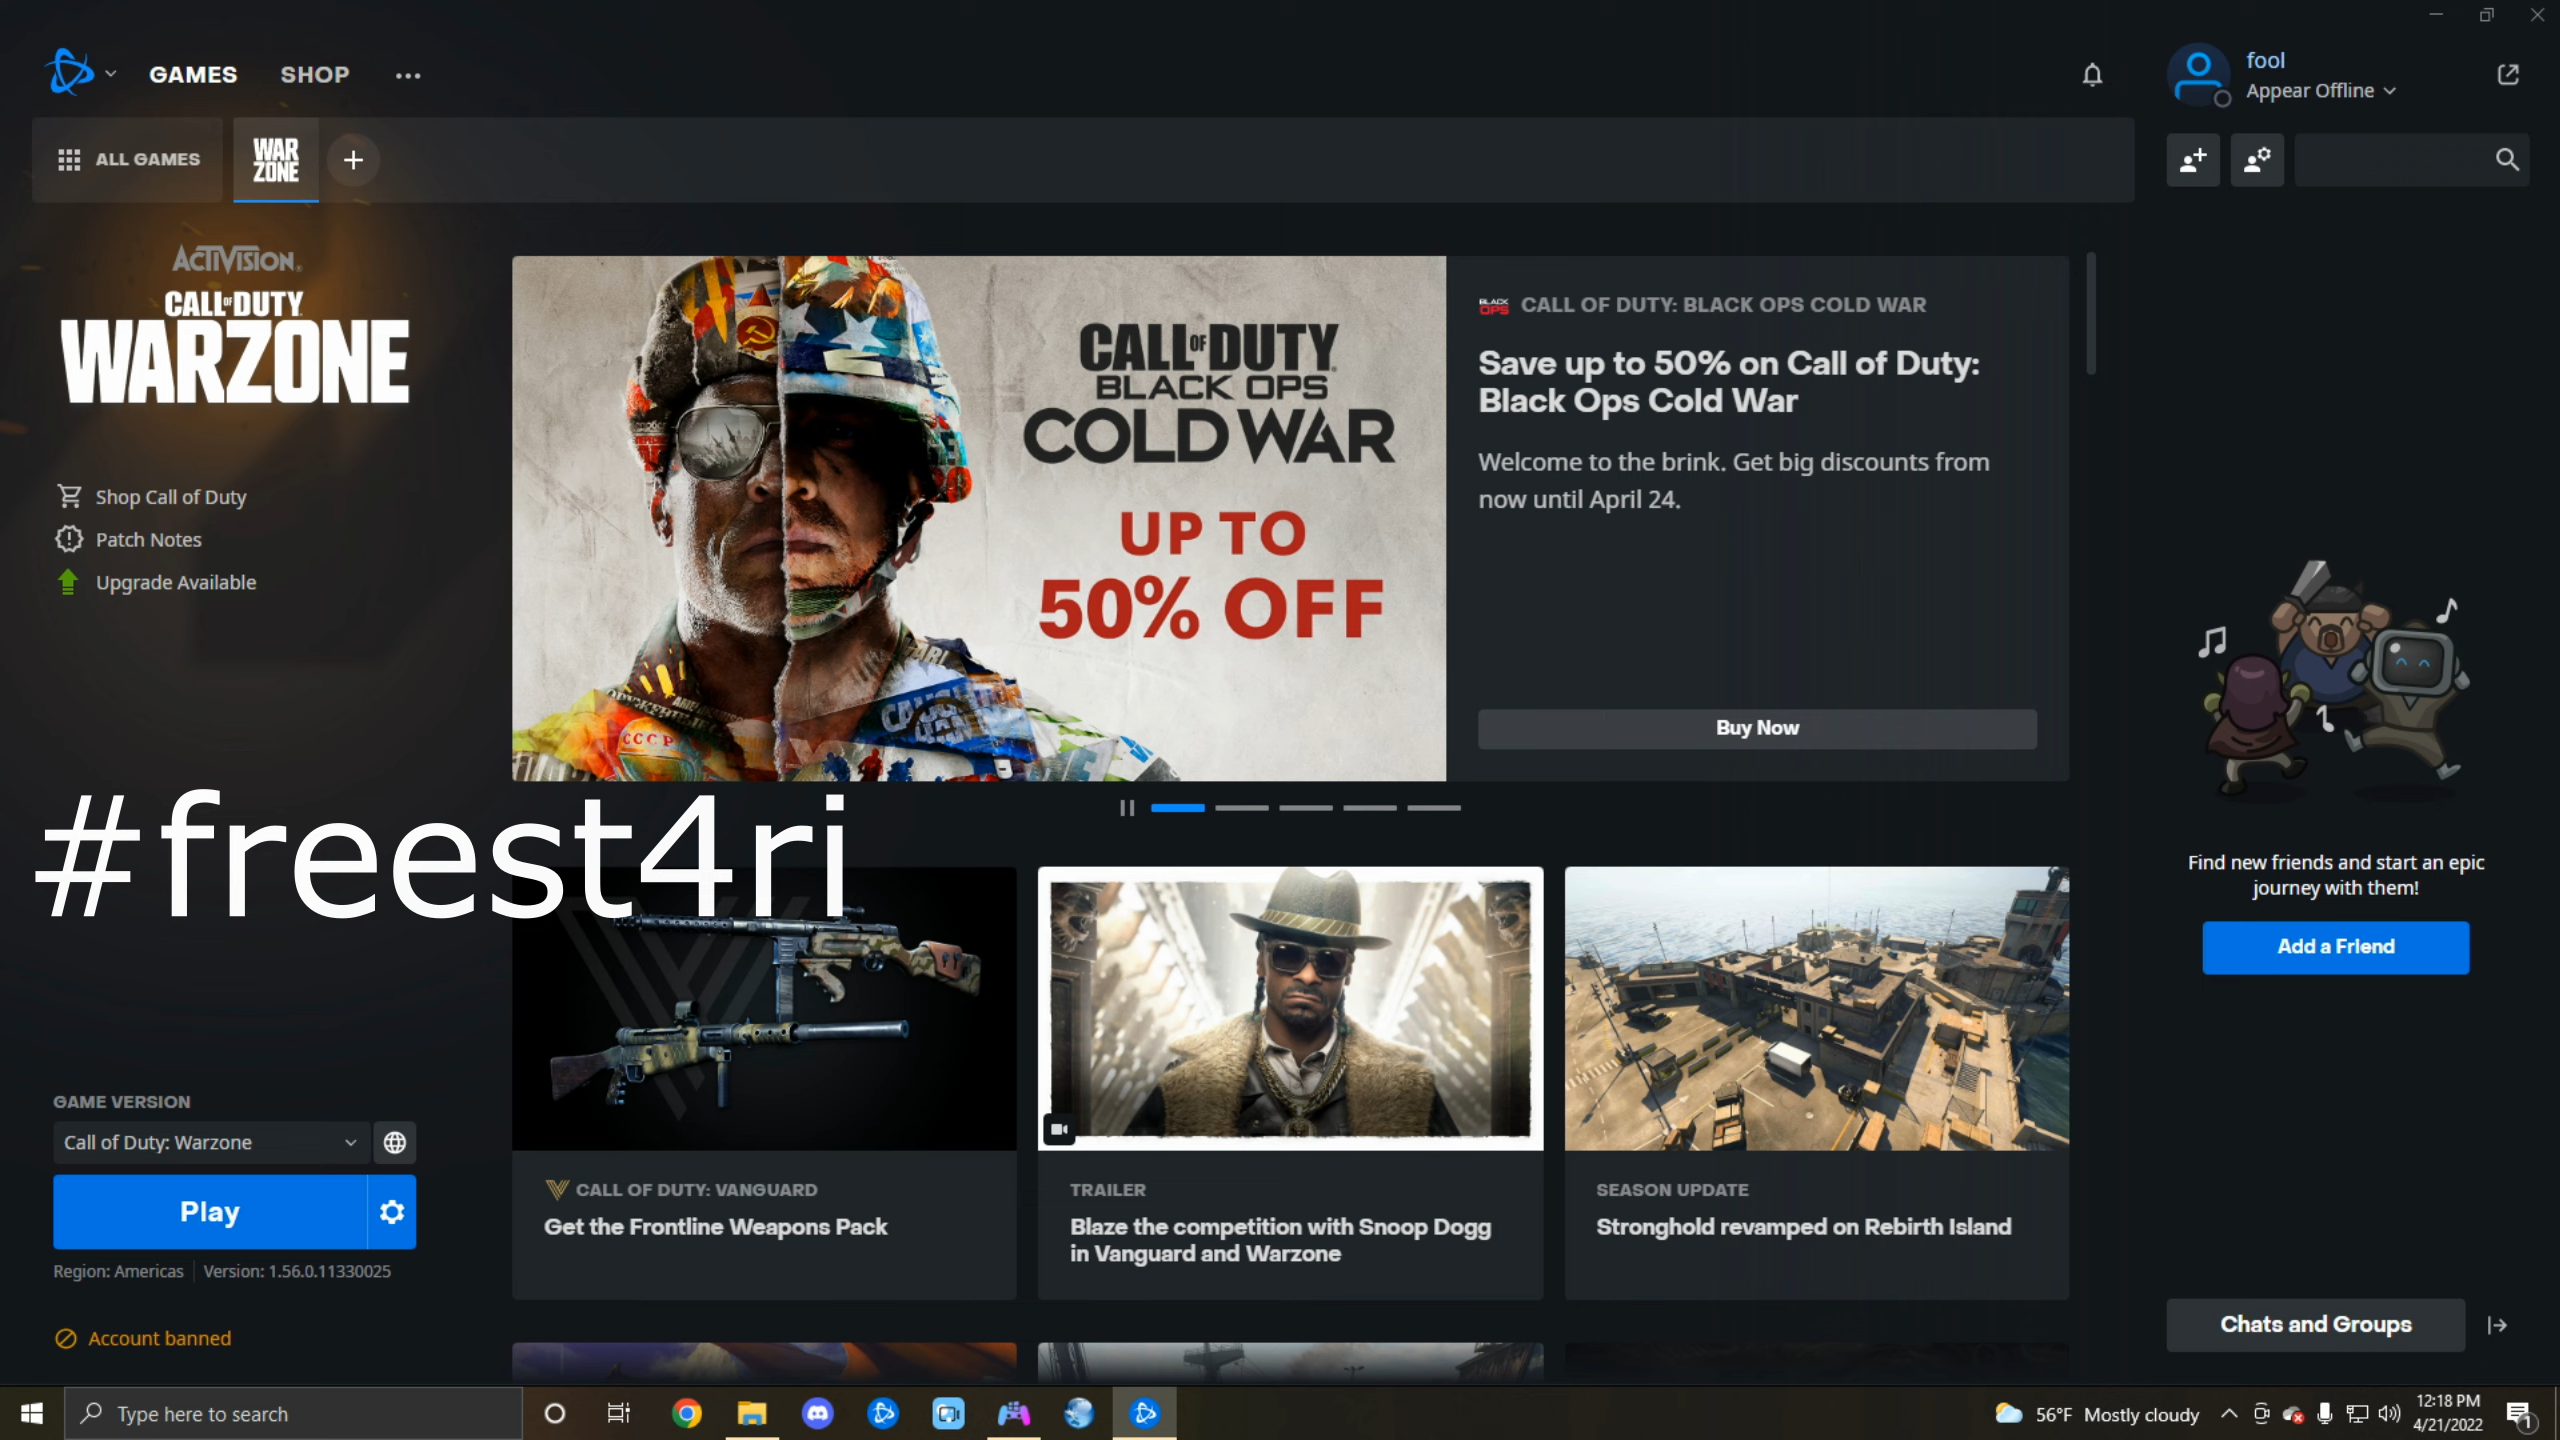 GAMES
SHOP
fool
Appear Offline
ALL GAMES
WAR
ZONE
ACTIVISION.
CALL OF DUTY
WARZONE
Shop Call of Duty
Patch Notes
Upgrade Available
CALL OF DUTY
BLACK OPS
COLD WAR
UP TO
50% OFF
CCCP
BLACK
OPS
CALL OF DUTY: BLACK OPS COLD WAR
Save up to 50% on Call of Duty:
Black Ops Cold War
Welcome to the brink. Get big discounts from
now until April 24.
Buy Now
#freest4ri
Find new friends and start an epic
journey with them!
Add a Friend
CALL OF DUTY: VANGUARD
Get the Frontline Weapons Pack
TRAILER
Blaze the competition with Snoop Dogg
in Vanguard and Warzone
SEASON UPDATE
Stronghold revamped on Rebirth Island
GAME VERSION
Call of Duty: Warzone
Play
Region: Americas
Version: 1.56.0.11330025
Account banned
Chats and Groups
Type here to search
56°F Mostly cloudy
12:18 PM
4/21/2022
1